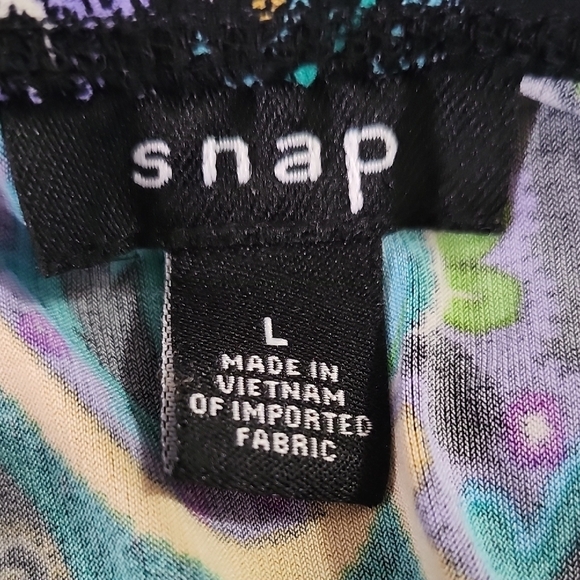 snap
L
MADE IN
VIETNAM
OF IMPORTED
FABRIC